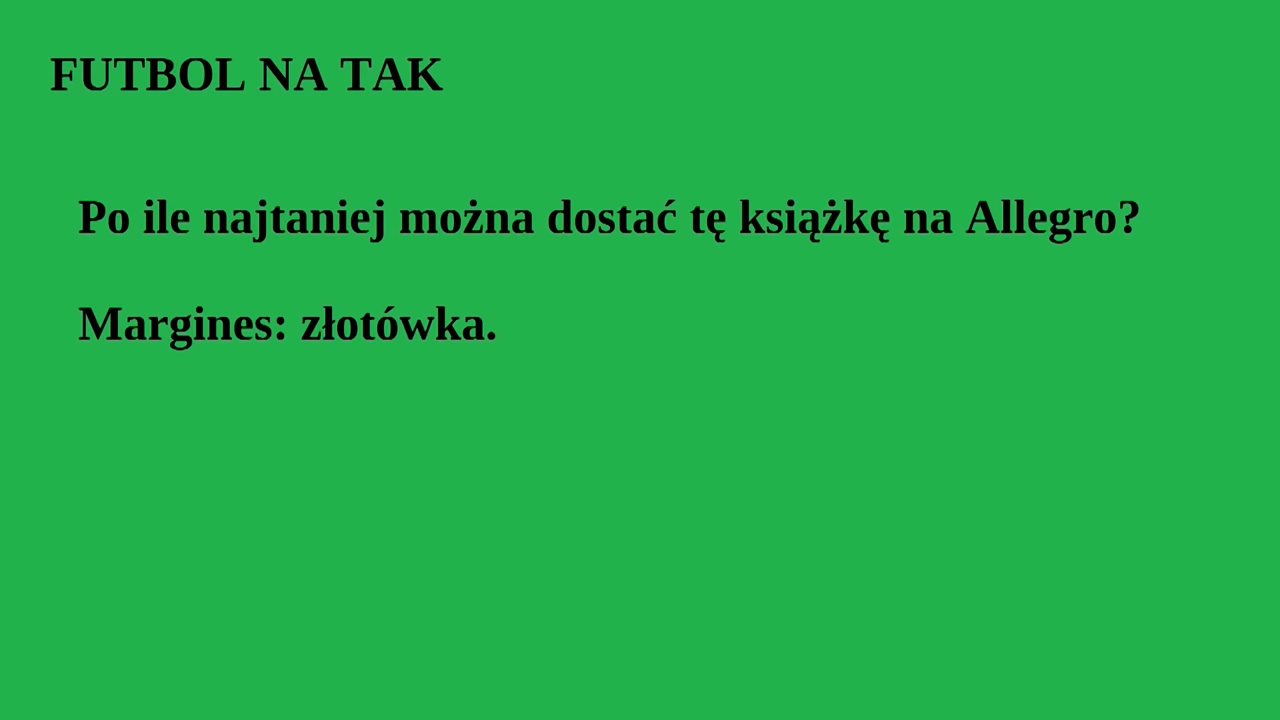 FUTBOL NA TAK
Po ile najtaniej można dostać tę książkę na Allegro?
Margines: złotówka.